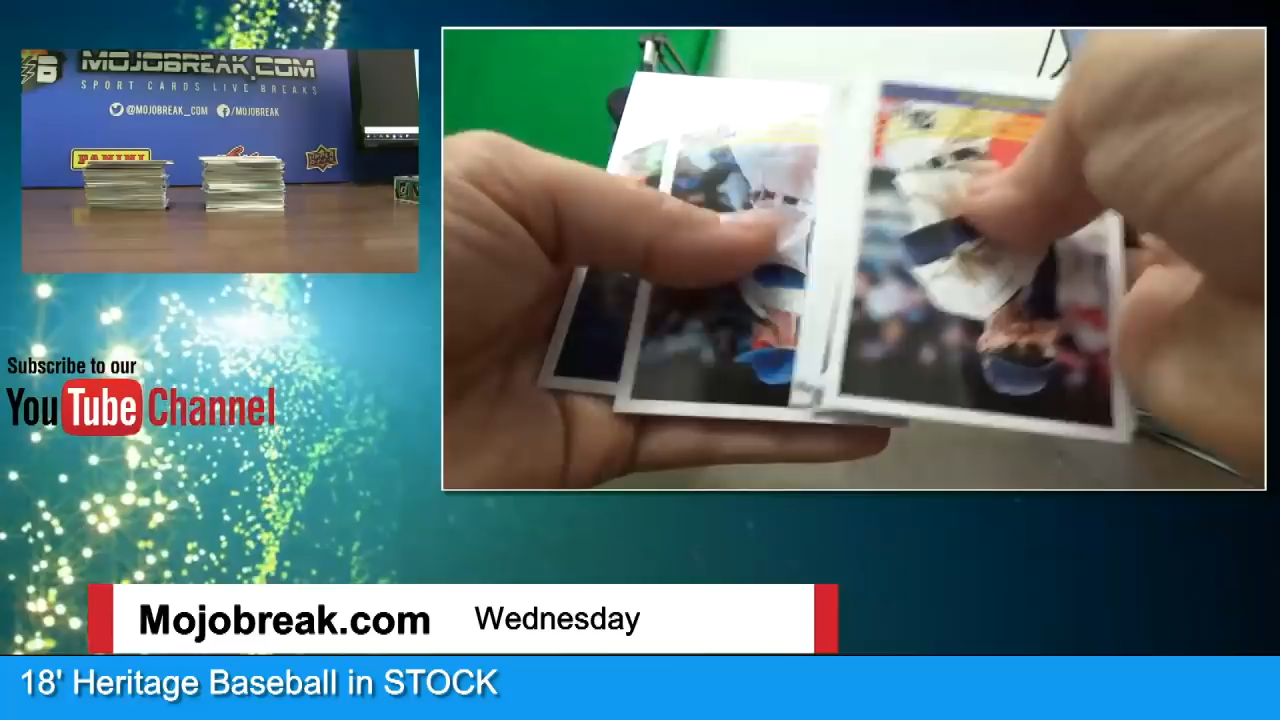 MOJOBREAK.COM
SPORT CARDS LIVE BREAKS
@MOJOBREAK_COM /MOJOBREAK
PANINI
Subscribe to our
YouTube Channel
Mojobreak.com Wednesday
18' Heritage Baseball in STOCK